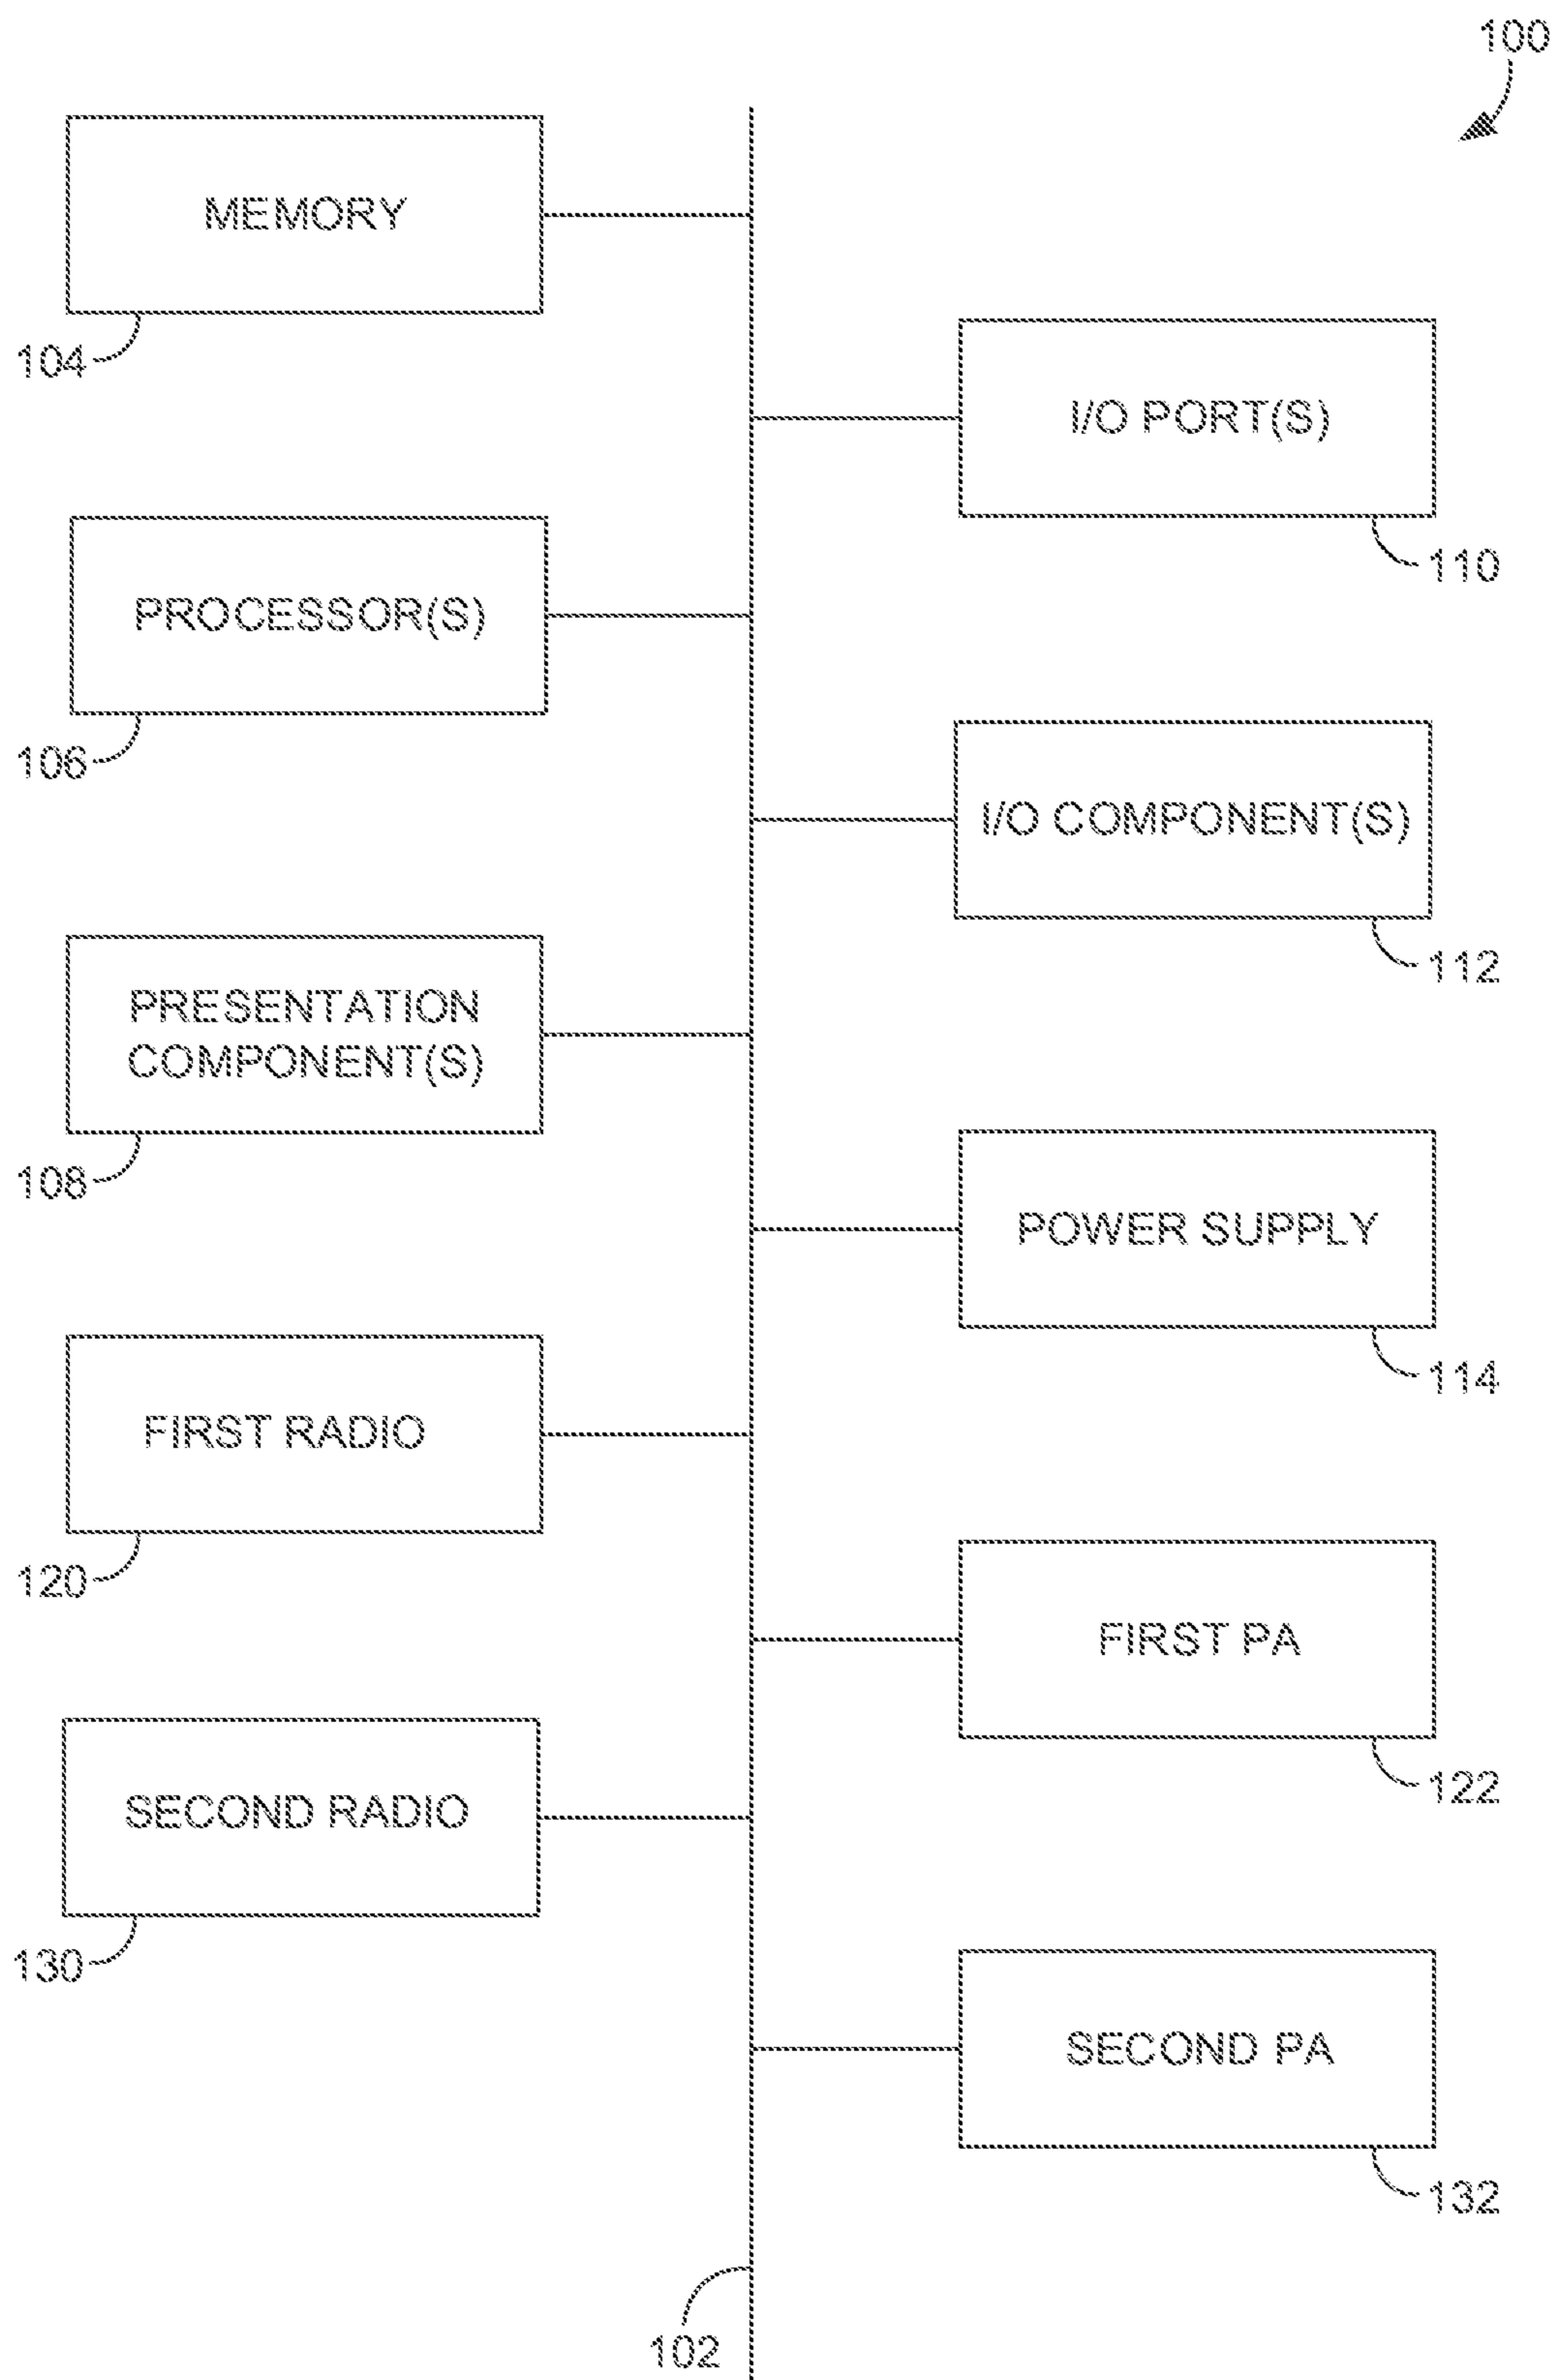 100
MEMORY
104
I/O PORT(S)
110
PROCESSOR(S)
106
I/O COMPONENT(S)
112
PRESENTATION
COMPONENT(S)
108
POWER SUPPLY
114
FIRST RADIO
120
FIRST PA
122
SECOND RADIO
130
SECOND PA
132
102